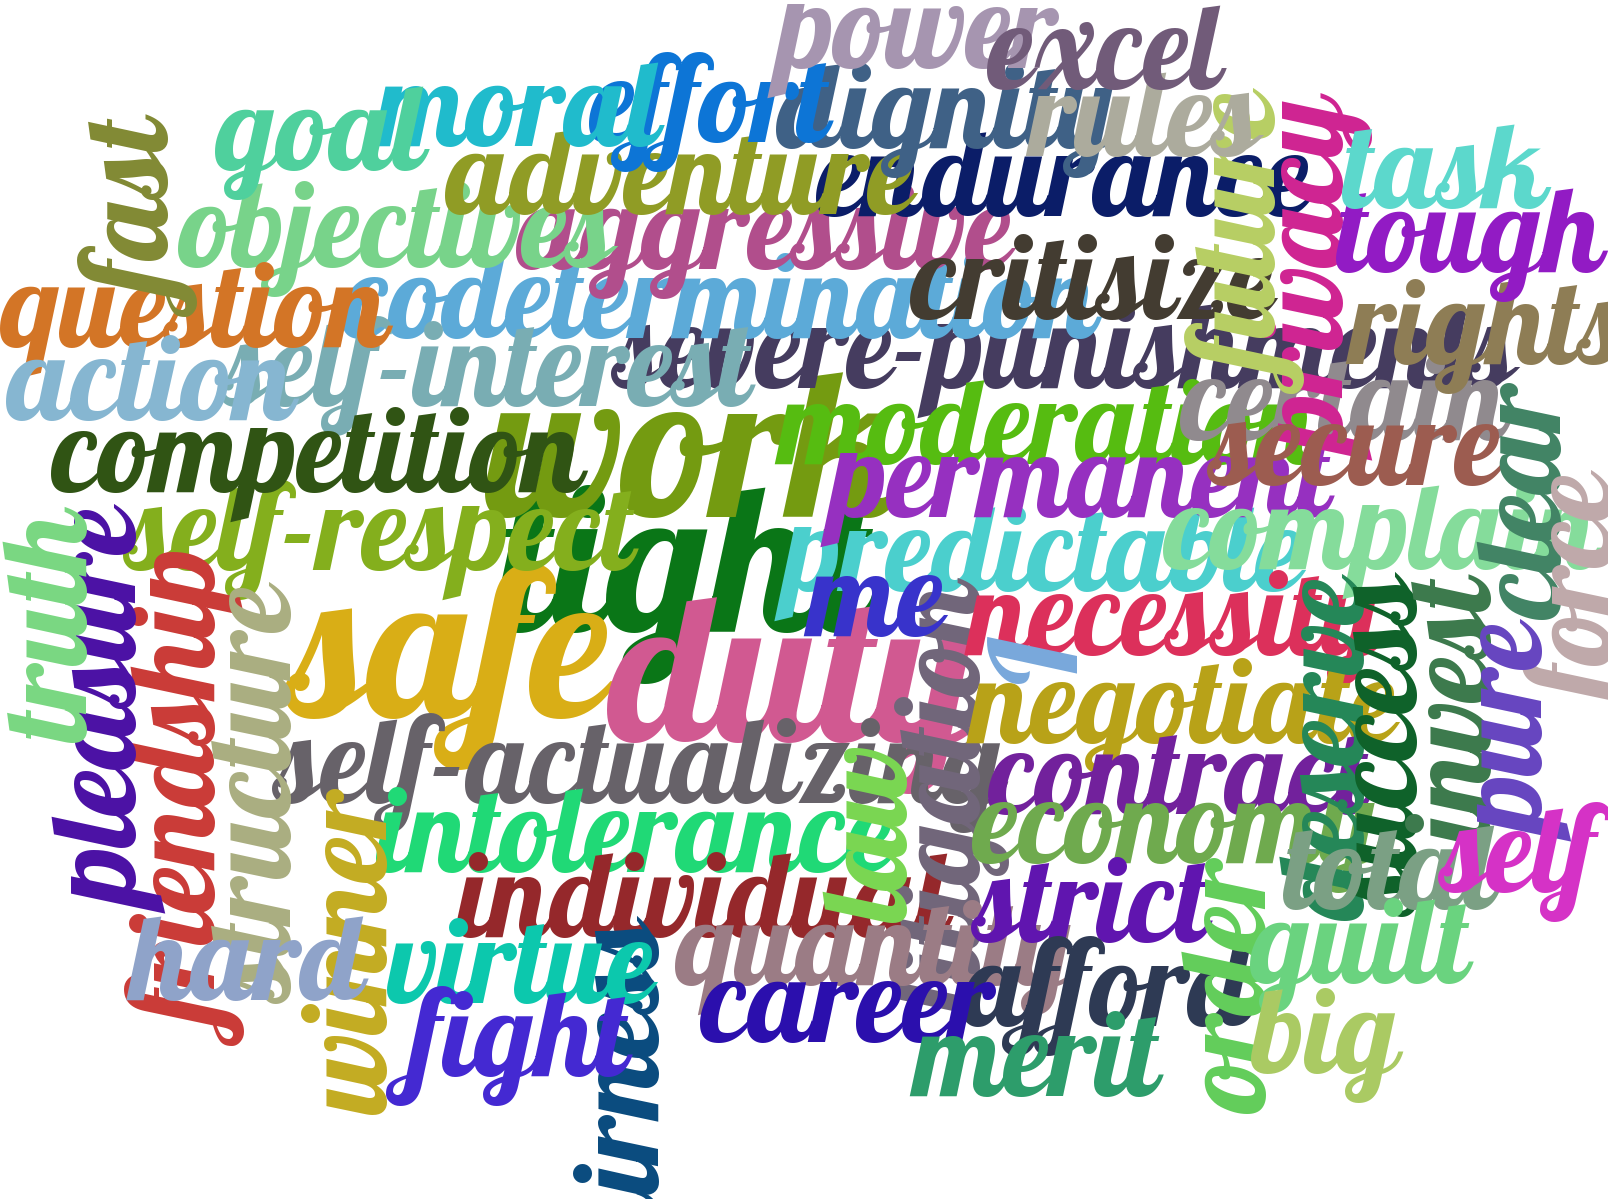 power
excel
moral
effort
dignity
rules
goal
fast
adventure
endurance
future
privacy
task
objectives
aggressive
tough
question
codetermination
critisize
rights
action
self-interest
severe-punishment
certain
competition
work
moderation
secure
clear
self-respect
permanent
complain
force
truth
pleasure
fight
predictable
me
necessity
friendship
structure
safe
duty
negotiate
success
invest
pure
self-actualizing
law
contract
intolerance
economy
total
self
winner
individual
strict
order
guilt
hard
virtue
quantity
afford
career
fight
merit
big